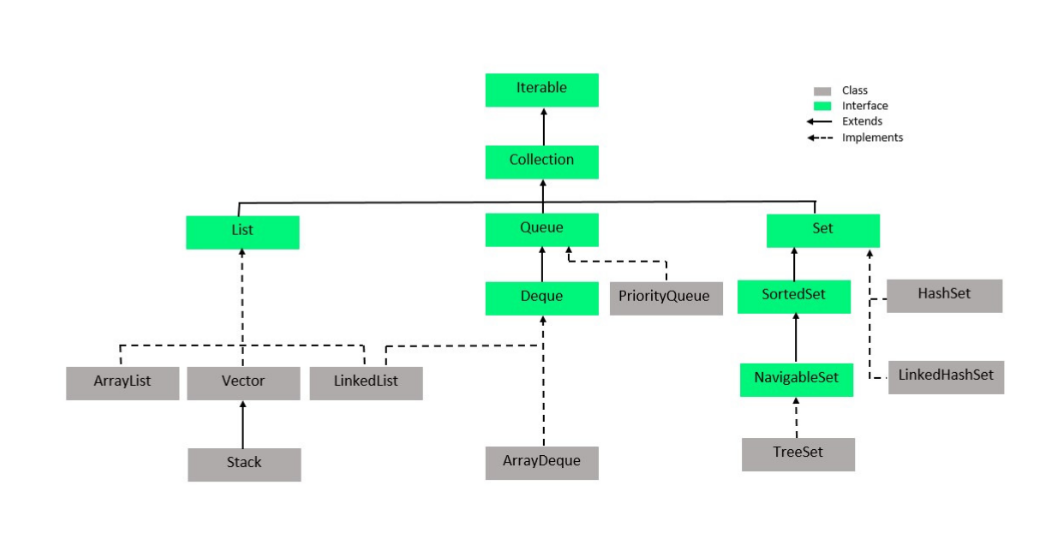 Iterable
Class
Interface
Extends
Implements
Collection
List
Queue
Set
Deque
PriorityQueue
SortedSet
HashSet
ArrayList
Vector
LinkedList
NavigableSet
LinkedHashSet
Stack
ArrayDeque
TreeSet